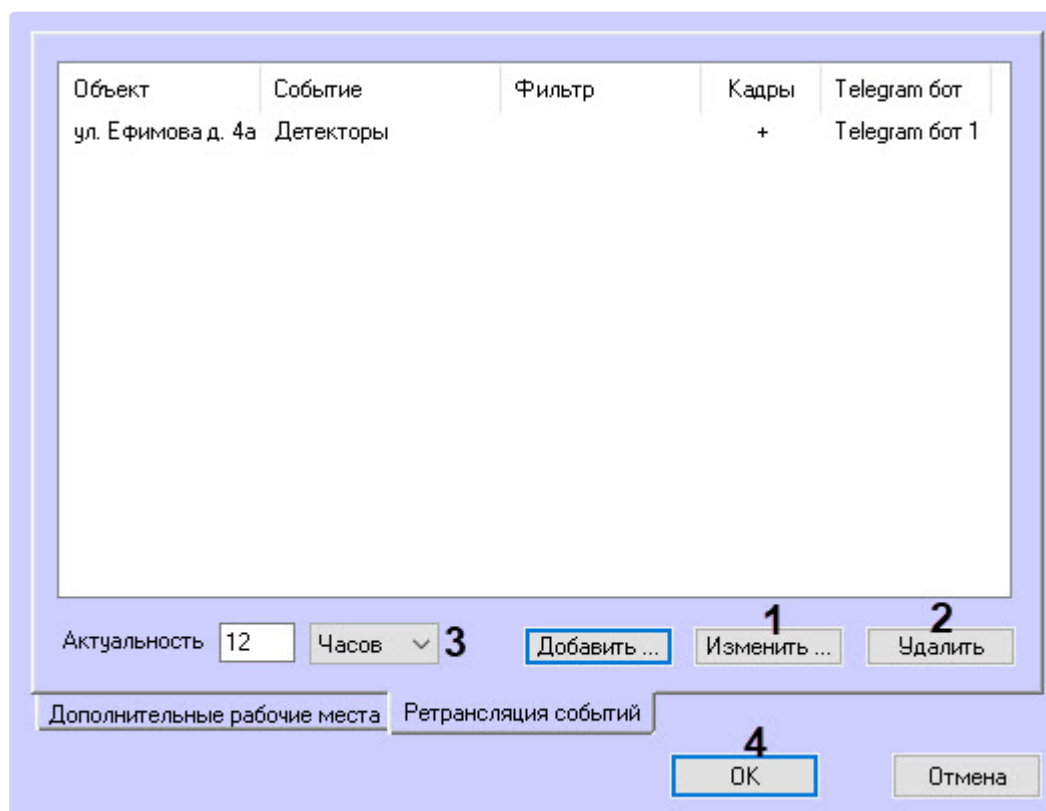 Объект Событие Фильтр Кадры Telegram бот
ул. Ефимова д. 4а Детекторы + Telegram бот 1
1 2
Актуальность 12 Часов 3 Добавить ... Изменить ... Удалить
Дополнительные рабочие места Ретрансляция событий
4
ОК Отмена